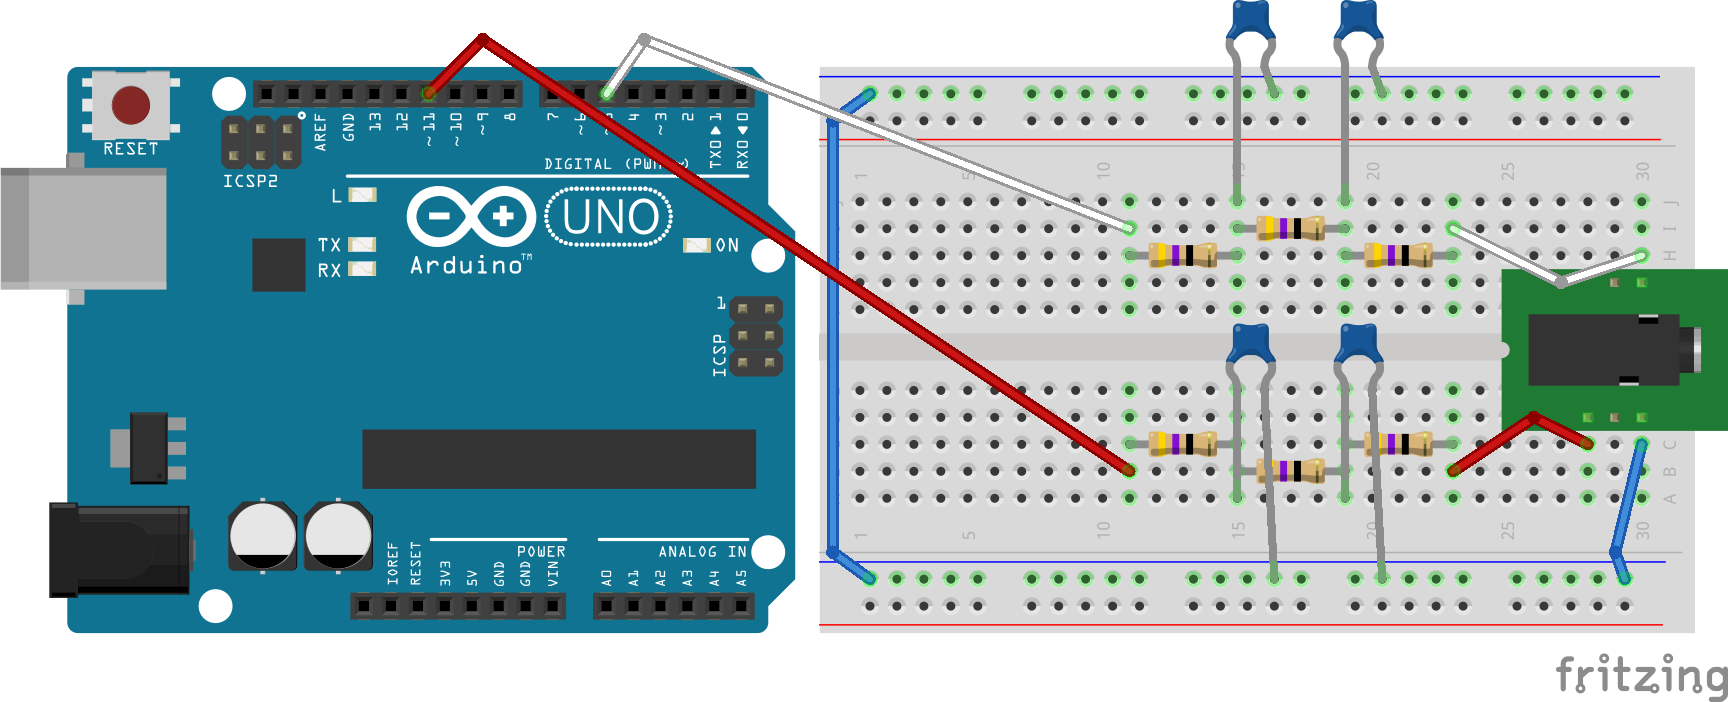 RESET
ICSP2
AREF
GND
13
12
~11
~10
~9
8
7
~6
~5
4
~3
2
TXD▶1
RXD◀0
DIGITAL (PWM~)
L
TX
RX
UNO
ON
Arduino™
1
ICSP
IOREF
RESET
3V3
5V
GND
GND
VIN
POWER
ANALOG IN
A0
A1
A2
A3
A4
A5
1
10
15
20
25
30
J
I
H
C
B
A
1
5
10
15
20
25
30
fritzing